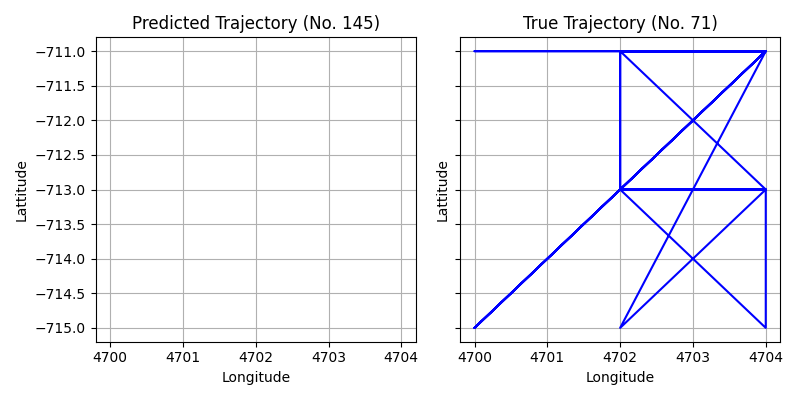 Predicted Trajectory (No. 145)
True Trajectory (No. 71)
−711.0
−711.5
−712.0
−712.5
−713.0
−713.5
−714.0
−714.5
−715.0
Lattitude
Lattitude
4700 4701 4702 4703 4704
4700 4701 4702 4703 4704
Longitude
Longitude